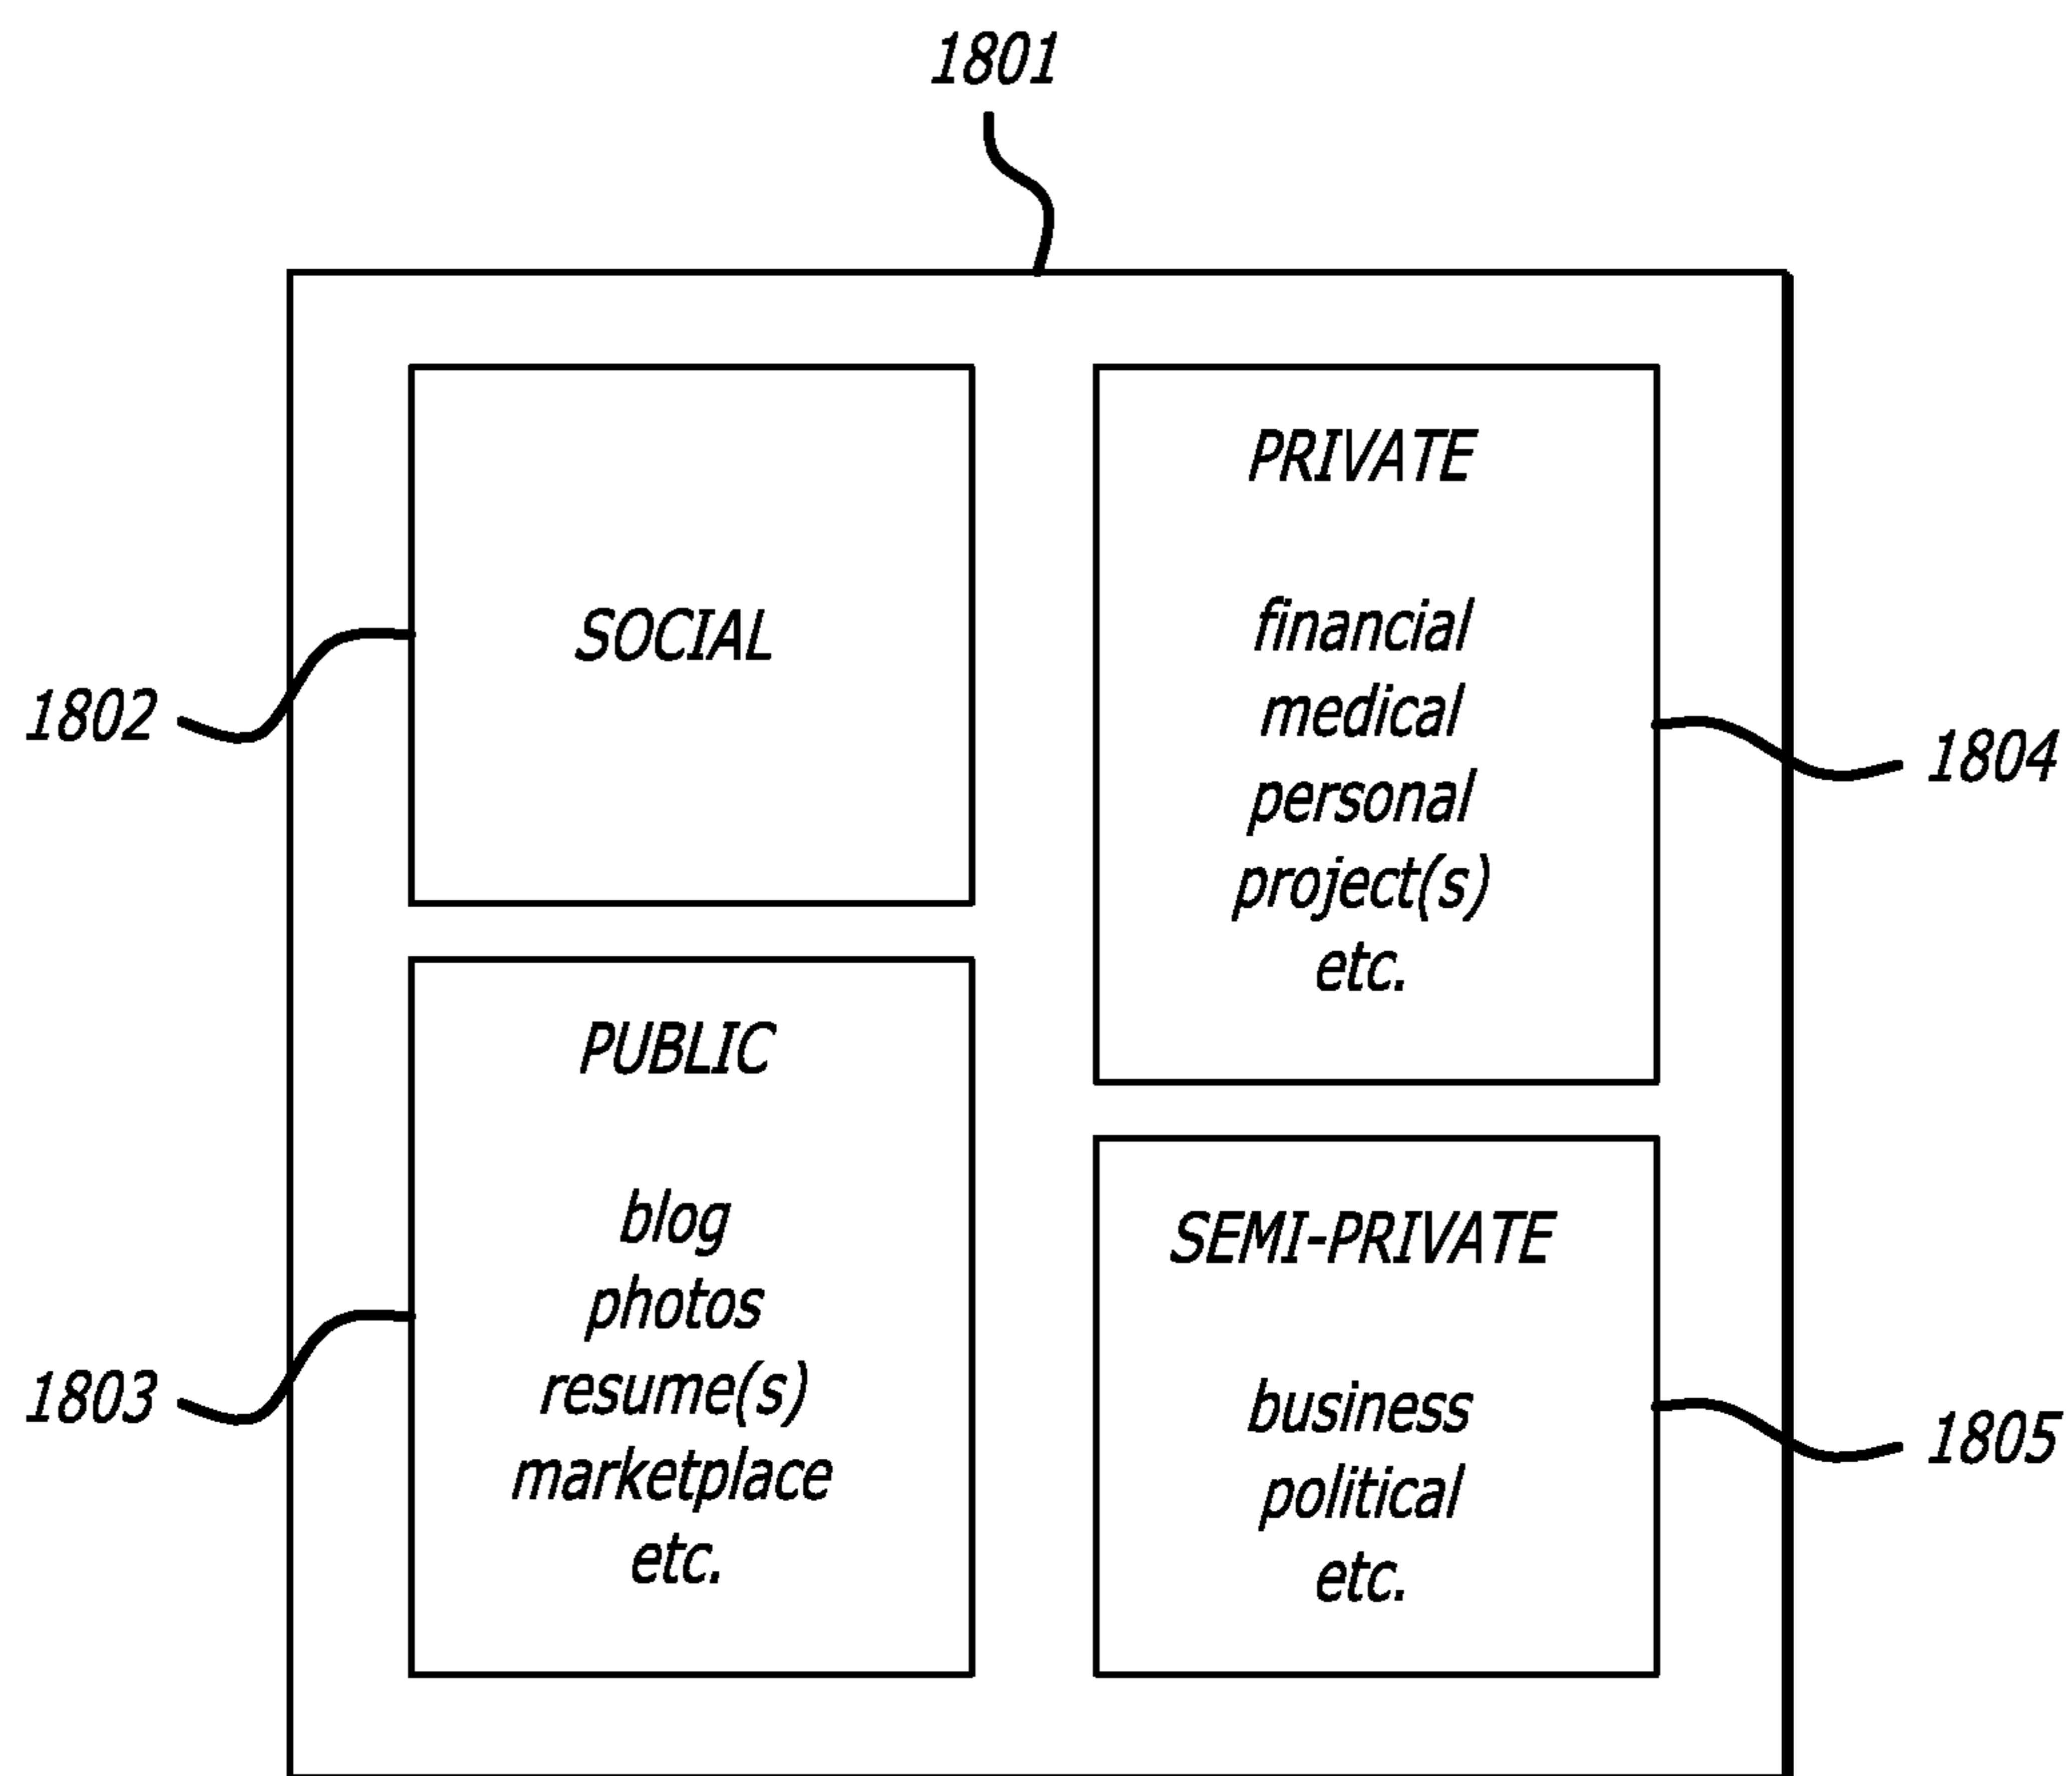 1801
SOCIAL
1802
PUBLIC
blog
photos
resume(s)
marketplace
etc.
1803
PRIVATE
financial
medical
personal
project(s)
etc.
1804
SEMI-PRIVATE
business
political
etc.
1805